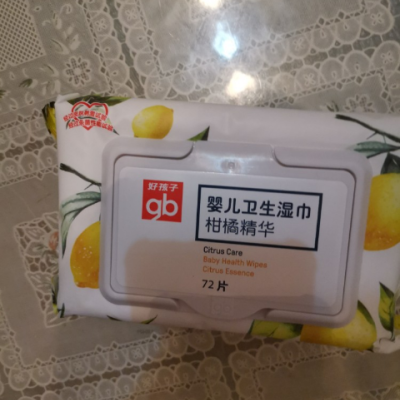 好孩子
gb
婴儿卫生湿巾
柑橘精华
Citrus Care
Baby Health Wipes
Citrus Essence
72片